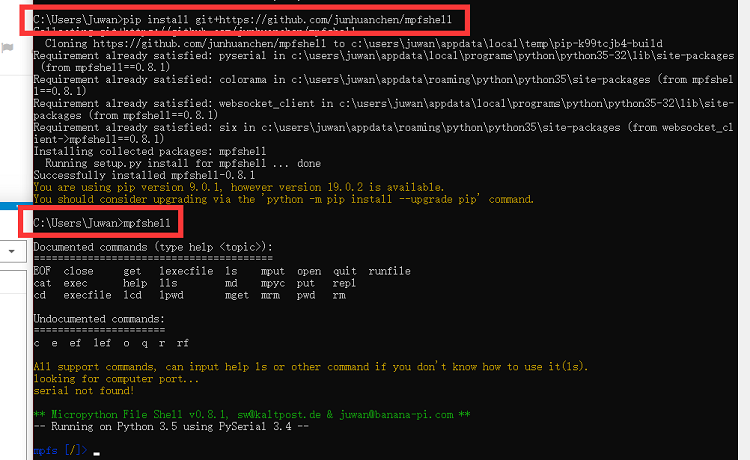 C:\Users\Juwan>pip install git+https://github.com/junhuanchen/mpfshell
Collecting git+https://github.com/junhuanchen/mpfshell
  Cloning https://github.com/junhuanchen/mpfshell to c:\users\juwan\appdata\local\temp\pip-k99tcjb4-build
Requirement already satisfied: pyserial in c:\users\juwan\appdata\local\programs\python\python35-32\lib\site-packages
(from mpfshell==0.8.1)
Requirement already satisfied: colorama in c:\users\juwan\appdata\roaming\python\python35\site-packages (from mpfshel
l==0.8.1)
Requirement already satisfied: websocket_client in c:\users\juwan\appdata\local\programs\python\python35-32\lib\site-
packages (from mpfshell==0.8.1)
Requirement already satisfied: six in c:\users\juwan\appdata\roaming\python\python35\site-packages (from websocket_cl
ient->mpfshell==0.8.1)
Installing collected packages: mpfshell
  Running setup.py install for mpfshell ... done
Successfully installed mpfshell-0.8.1
You are using pip version 9.0.1, however version 19.0.2 is available.
You should consider upgrading via the 'python -m pip install --upgrade pip' command.
C:\Users\Juwan>mpfshell
Documented commands (type help <topic>):
========================================
EOF  close     get   lexecfile  ls    mput  open  quit  runfile
cat  exec      help  lls        md    mpyc  put   repl
cd   execfile  lcd   lpwd       mget  mrm   pwd   rm
Undocumented commands:
======================
c  e  ef  lef  o  q  r  rf
All support commands, can input help ls or other command if you don't know how to use it(ls).
looking for computer port...
serial not found!
** Micropython File Shell v0.8.1, sw@kaltpost.de & juwan@banana-pi.com **
-- Running on Python 3.5 using PySerial 3.4 --
mpfs [/]>